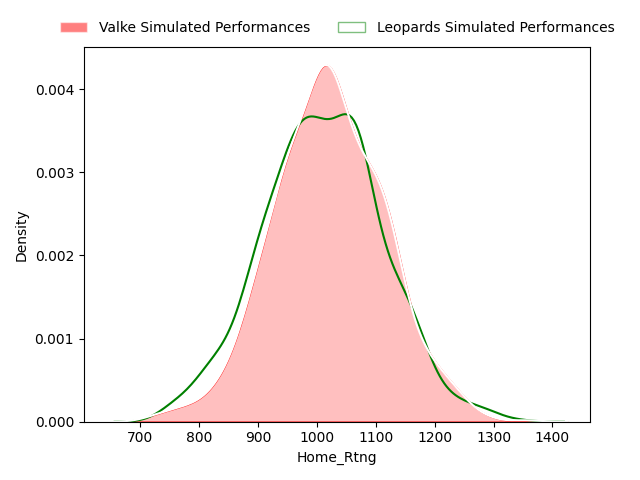 Valke Simulated Performances Leopards Simulated Performances
0.004
0.003
0.002
0.001
0.000
Density
700 800 900 1000 1100 1200 1300 1400
Home_Rtng